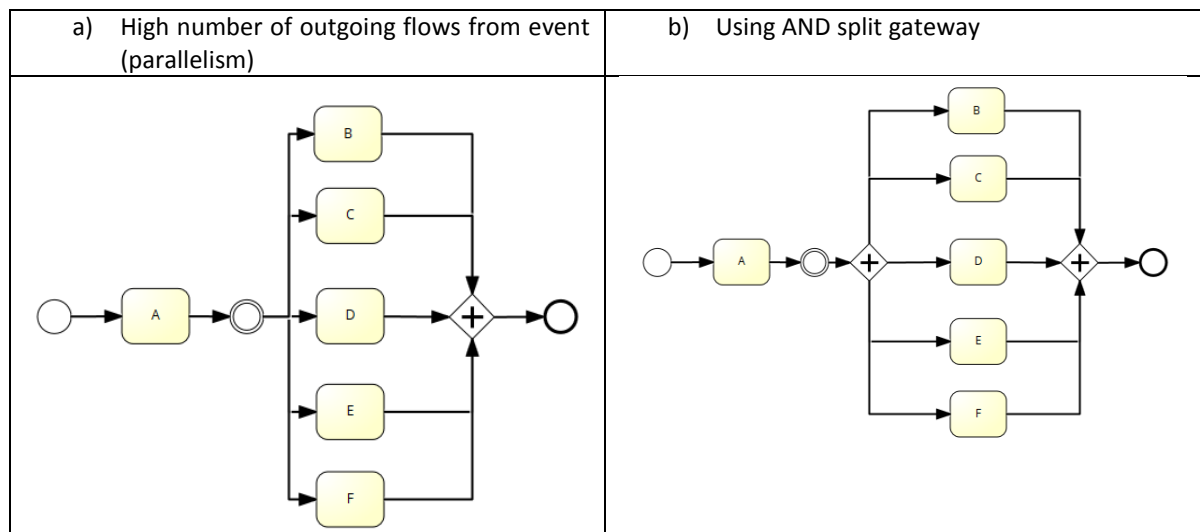 a) High number of outgoing flows from event
(parallelism)
b) Using AND split gateway
B
C
A
D
E
F
B
C
A
D
E
F